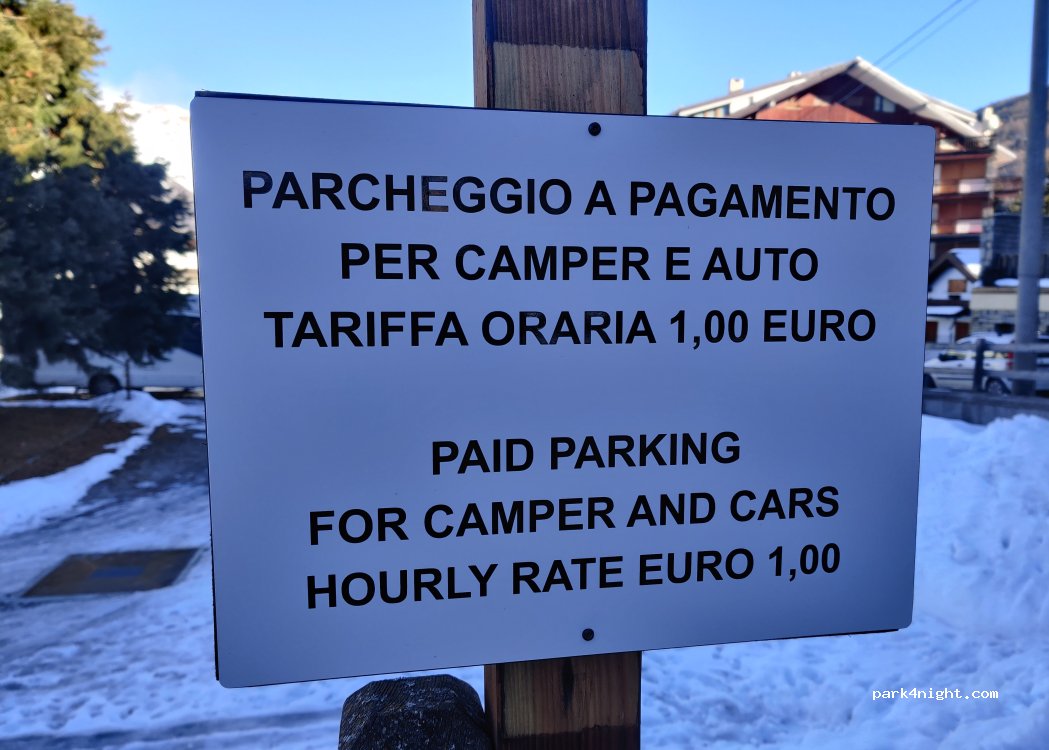 PARCHEGGIO A PAGAMENTO
PER CAMPER E AUTO
TARIFFA ORARIA 1,00 EURO
PAID PARKING
FOR CAMPER AND CARS
HOURLY RATE EURO 1,00
park4night.com